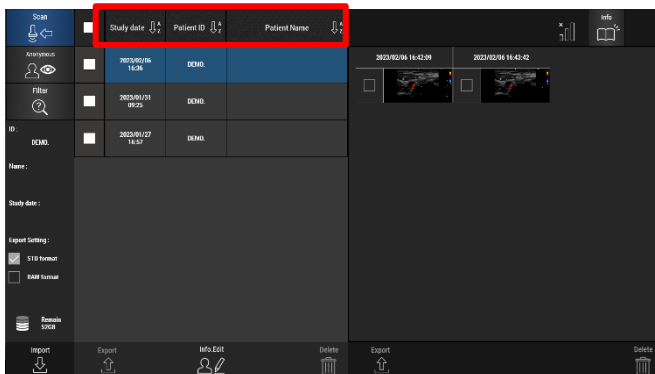 Scan
Study date
Patient ID
Patient Name
Info
Anonymous
2023/02/06
16:36
DEMO.
2023/02/06 16:42:09
2023/02/06 16:43:42
Filter
2023/01/31
09:25
DEMO.
ID :
DEMO.
2023/01/27
16:57
DEMO.
Name :
Study date :
Export Setting :
STD format
RAW format
Remain
52GB
Import
Export
Info.Edit
Delete
Export
Delete